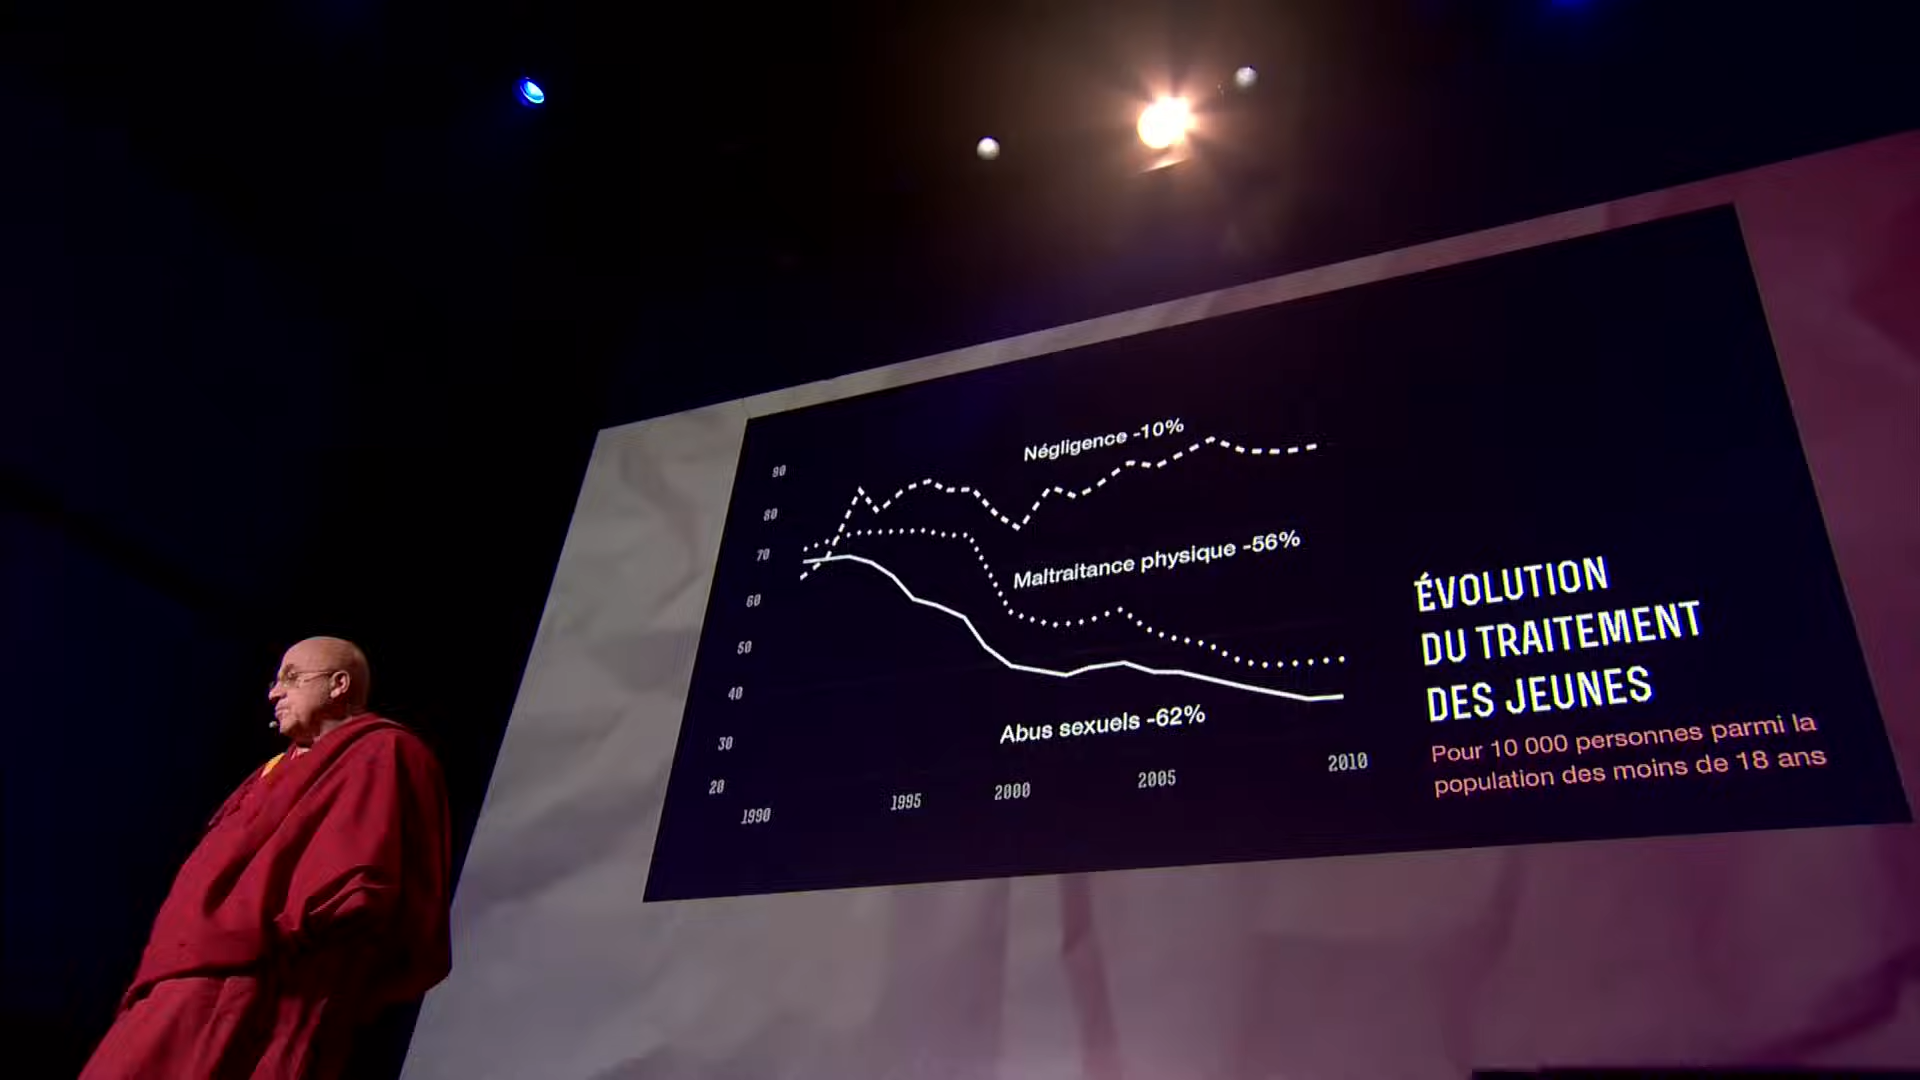 90
80
70
60
50
40
30
20
1990
1995
2000
2005
2010
Négligence -10%
Maltraitance physique -56%
Abus sexuels -62%
ÉVOLUTION
DU TRAITEMENT
DES JEUNES
Pour 10 000 personnes parmi la
population des moins de 18 ans